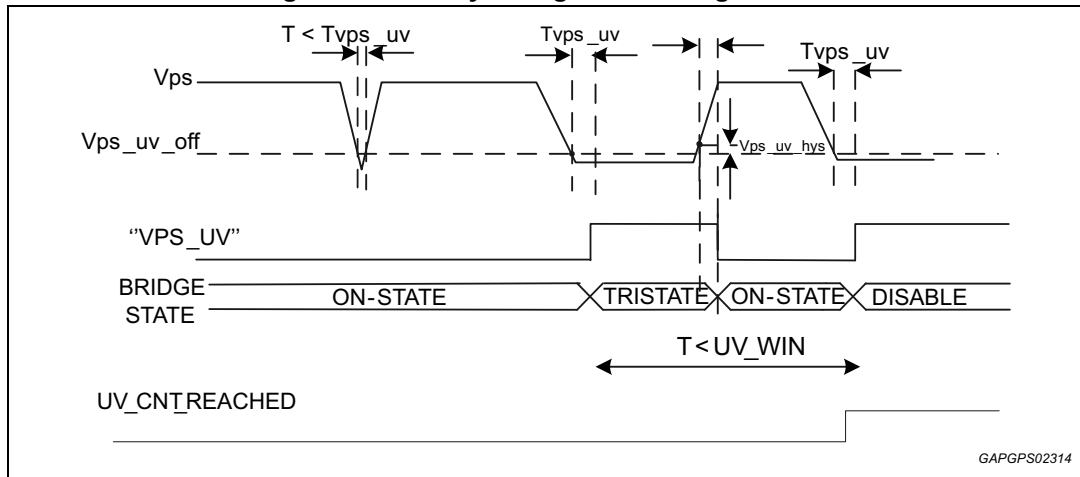 T < Tvps_uv
Tvps_uv
Tvps_uv
Vps
Vps_uv_off
Vps_uv_hys
‘’VPS_UV’’
BRIDGE STATE
ON-STATE
TRISTATE
ON-STATE
DISABLE
T < UV_WIN
UV_CNT_REACHED
GAPGPS02314